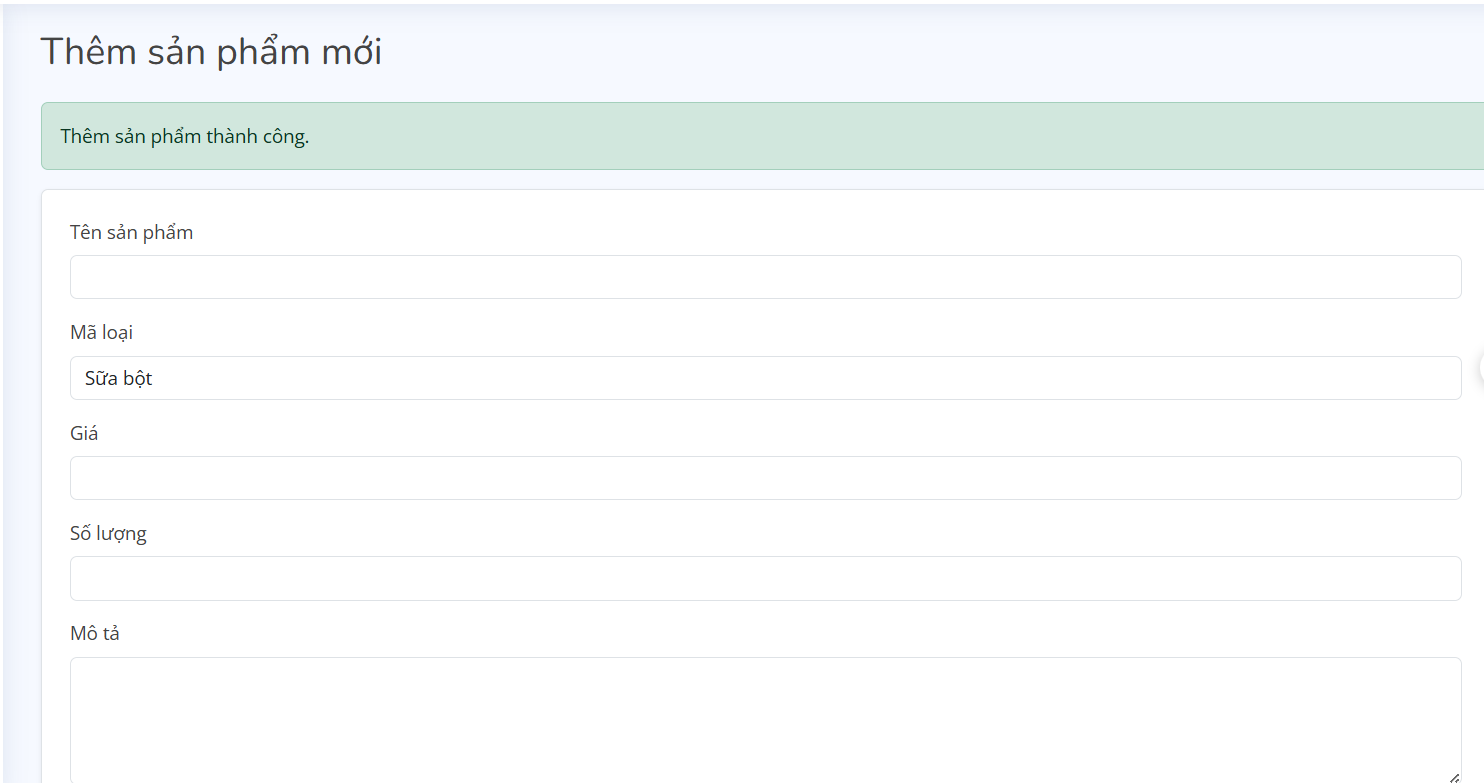 Thêm sản phẩm mới
Thêm sản phẩm thành công.
Tên sản phẩm
Mã loại
Sữa bột
Giá
Số lượng
Mô tả